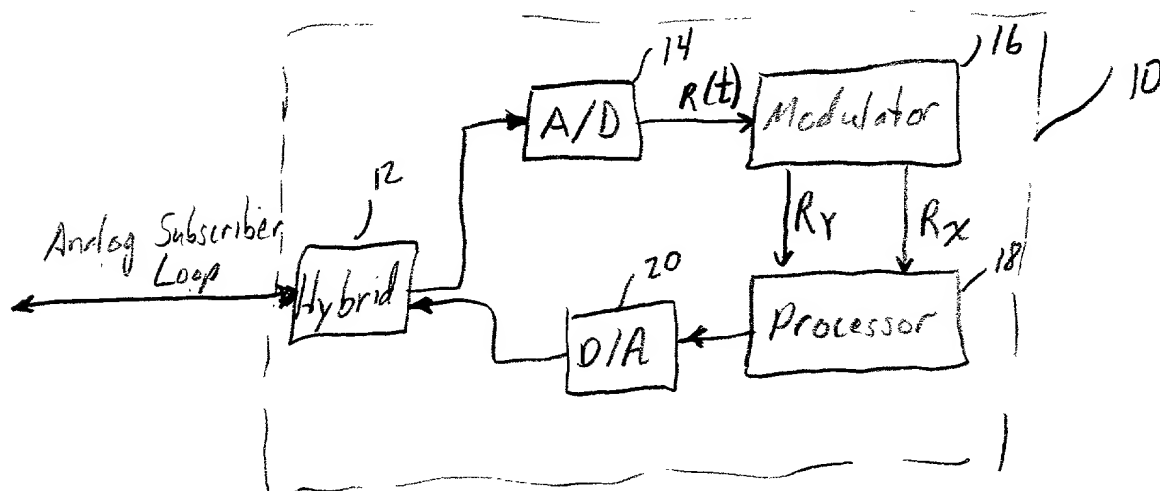 14
16
10
A/D
R(t)
Modulator
12
Analog Subscriber
Loop
Hybrid
RY
Rx
20
18
D/A
Processor